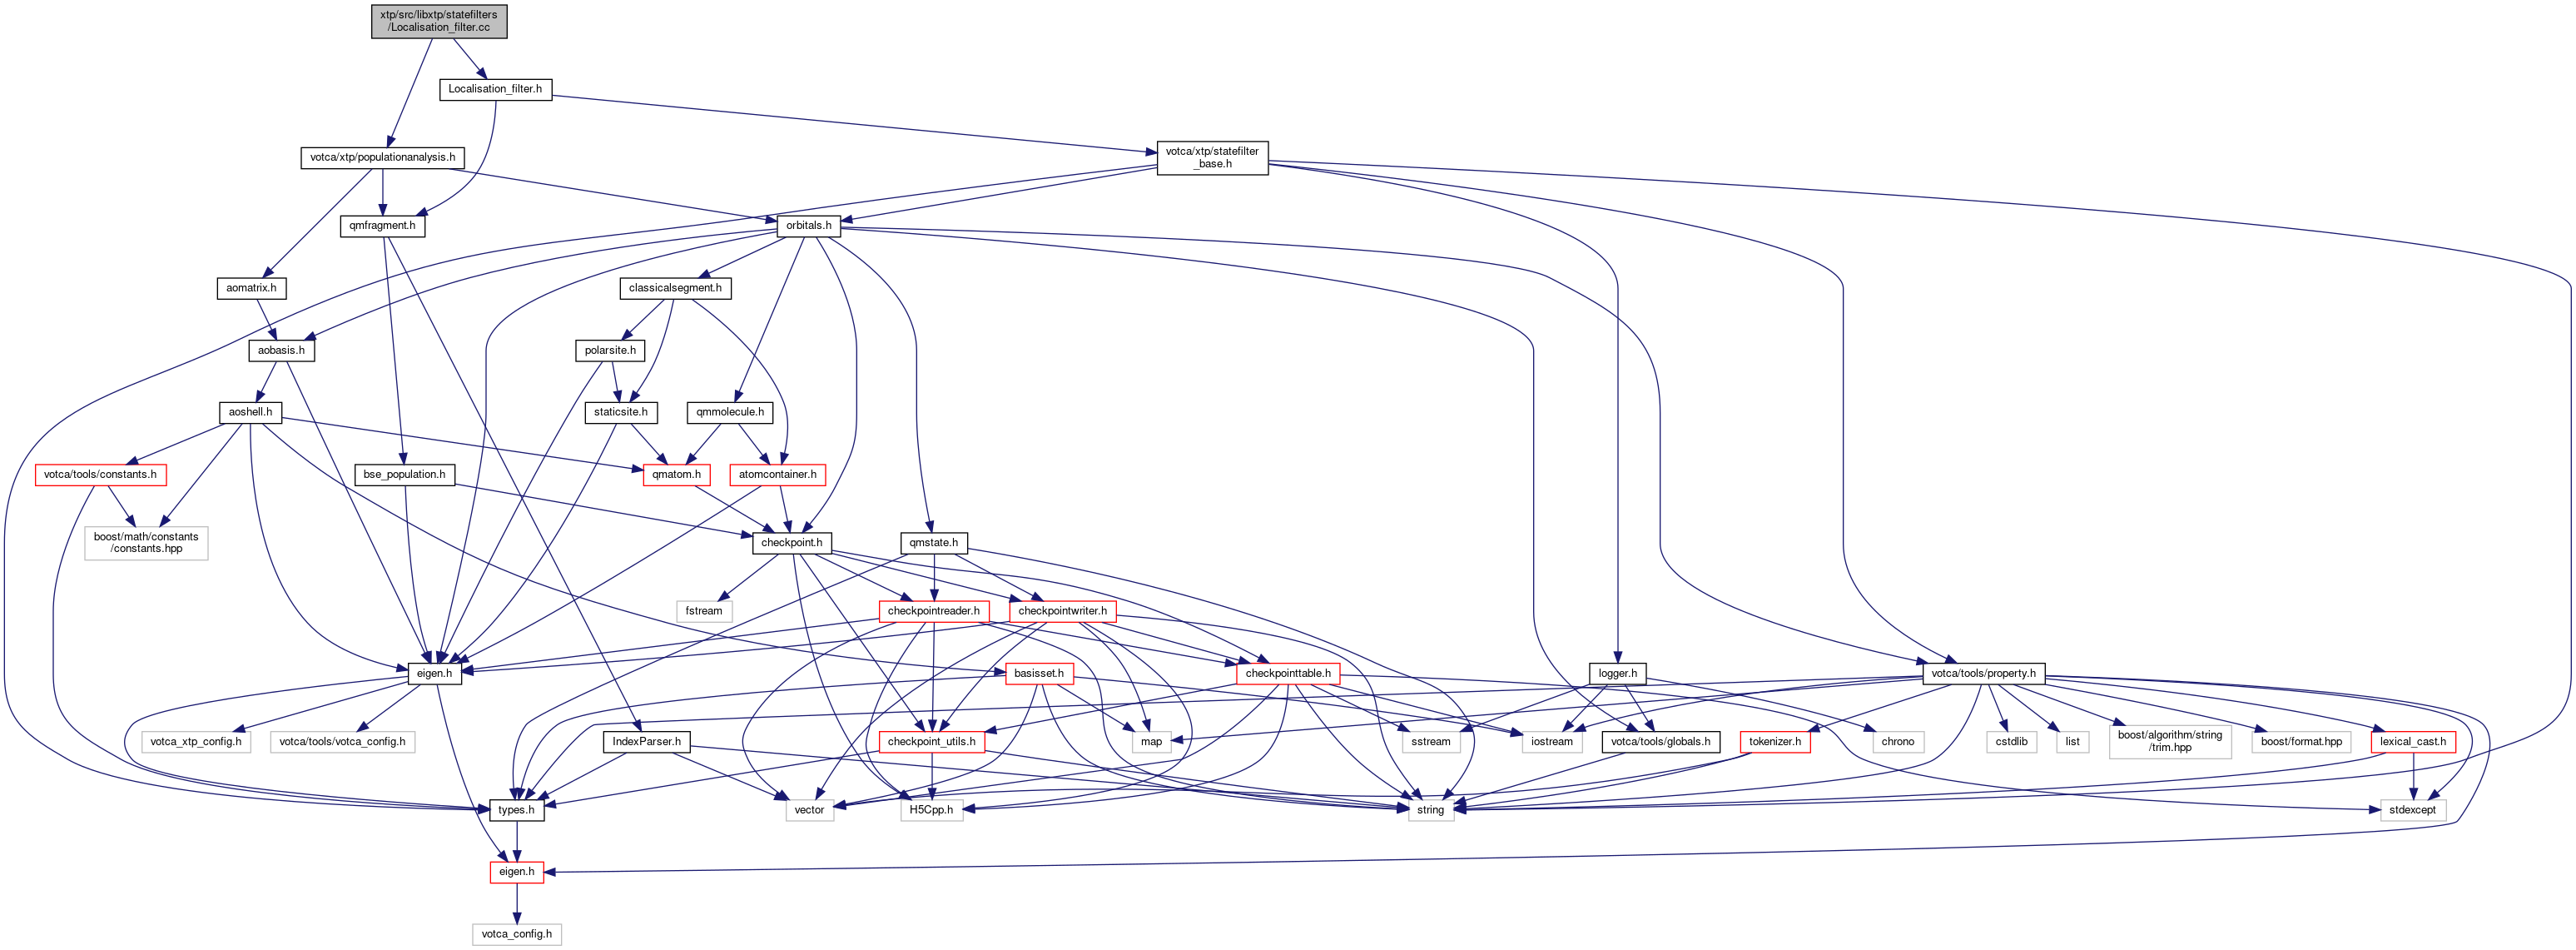 xtp/src/libxtp/statefilters
/Localisation_filter.cc
Localisation_filter.h
votca/xtp/populationanalysis.h
votca/xtp/statefilter
_base.h
qmfragment.h
orbitals.h
aomatrix.h
classicalsegment.h
aobasis.h
polarsite.h
aoshell.h
staticsite.h
qmmolecule.h
votca/tools/constants.h
bse_population.h
qmatom.h
atomcontainer.h
boost/math/constants
/constants.hpp
checkpoint.h
qmstate.h
fstream
checkpointreader.h
checkpointwriter.h
eigen.h
basisset.h
checkpointtable.h
logger.h
votca/tools/property.h
votca_xtp_config.h
votca/tools/votca_config.h
IndexParser.h
checkpoint_utils.h
map
sstream
iostream
votca/tools/globals.h
tokenizer.h
chrono
cstdlib
list
boost/algorithm/string
/trim.hpp
boost/format.hpp
lexical_cast.h
types.h
vector
H5Cpp.h
string
stdexcept
eigen.h
votca_config.h